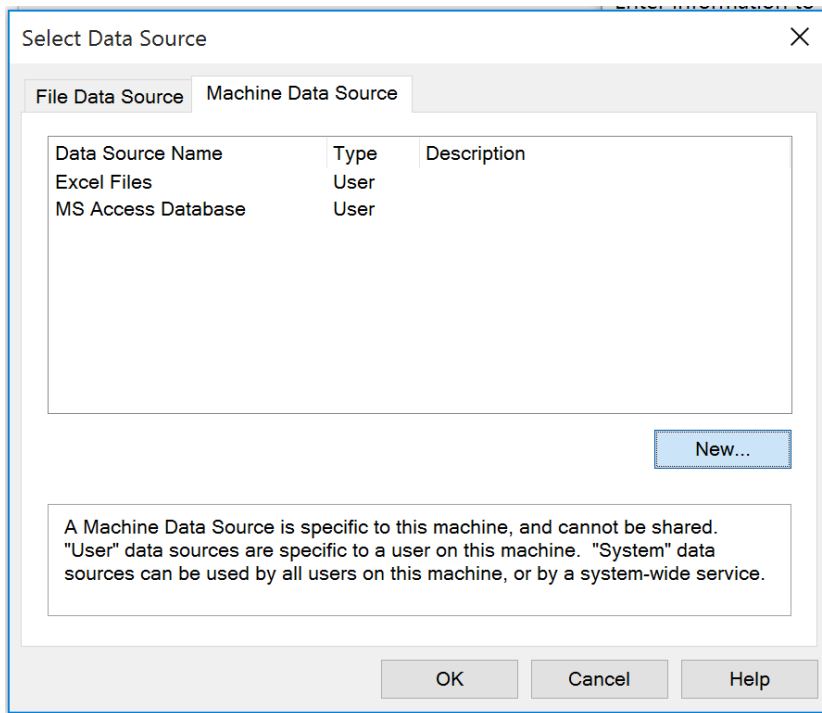 Enter information to
Select Data Source
File Data Source Machine Data Source
Data Source Name Type Description
Excel Files User
MS Access Database User
New...
A Machine Data Source is specific to this machine, and cannot be shared.
"User" data sources are specific to a user on this machine. "System" data
sources can be used by all users on this machine, or by a system-wide service.
OK Cancel Help